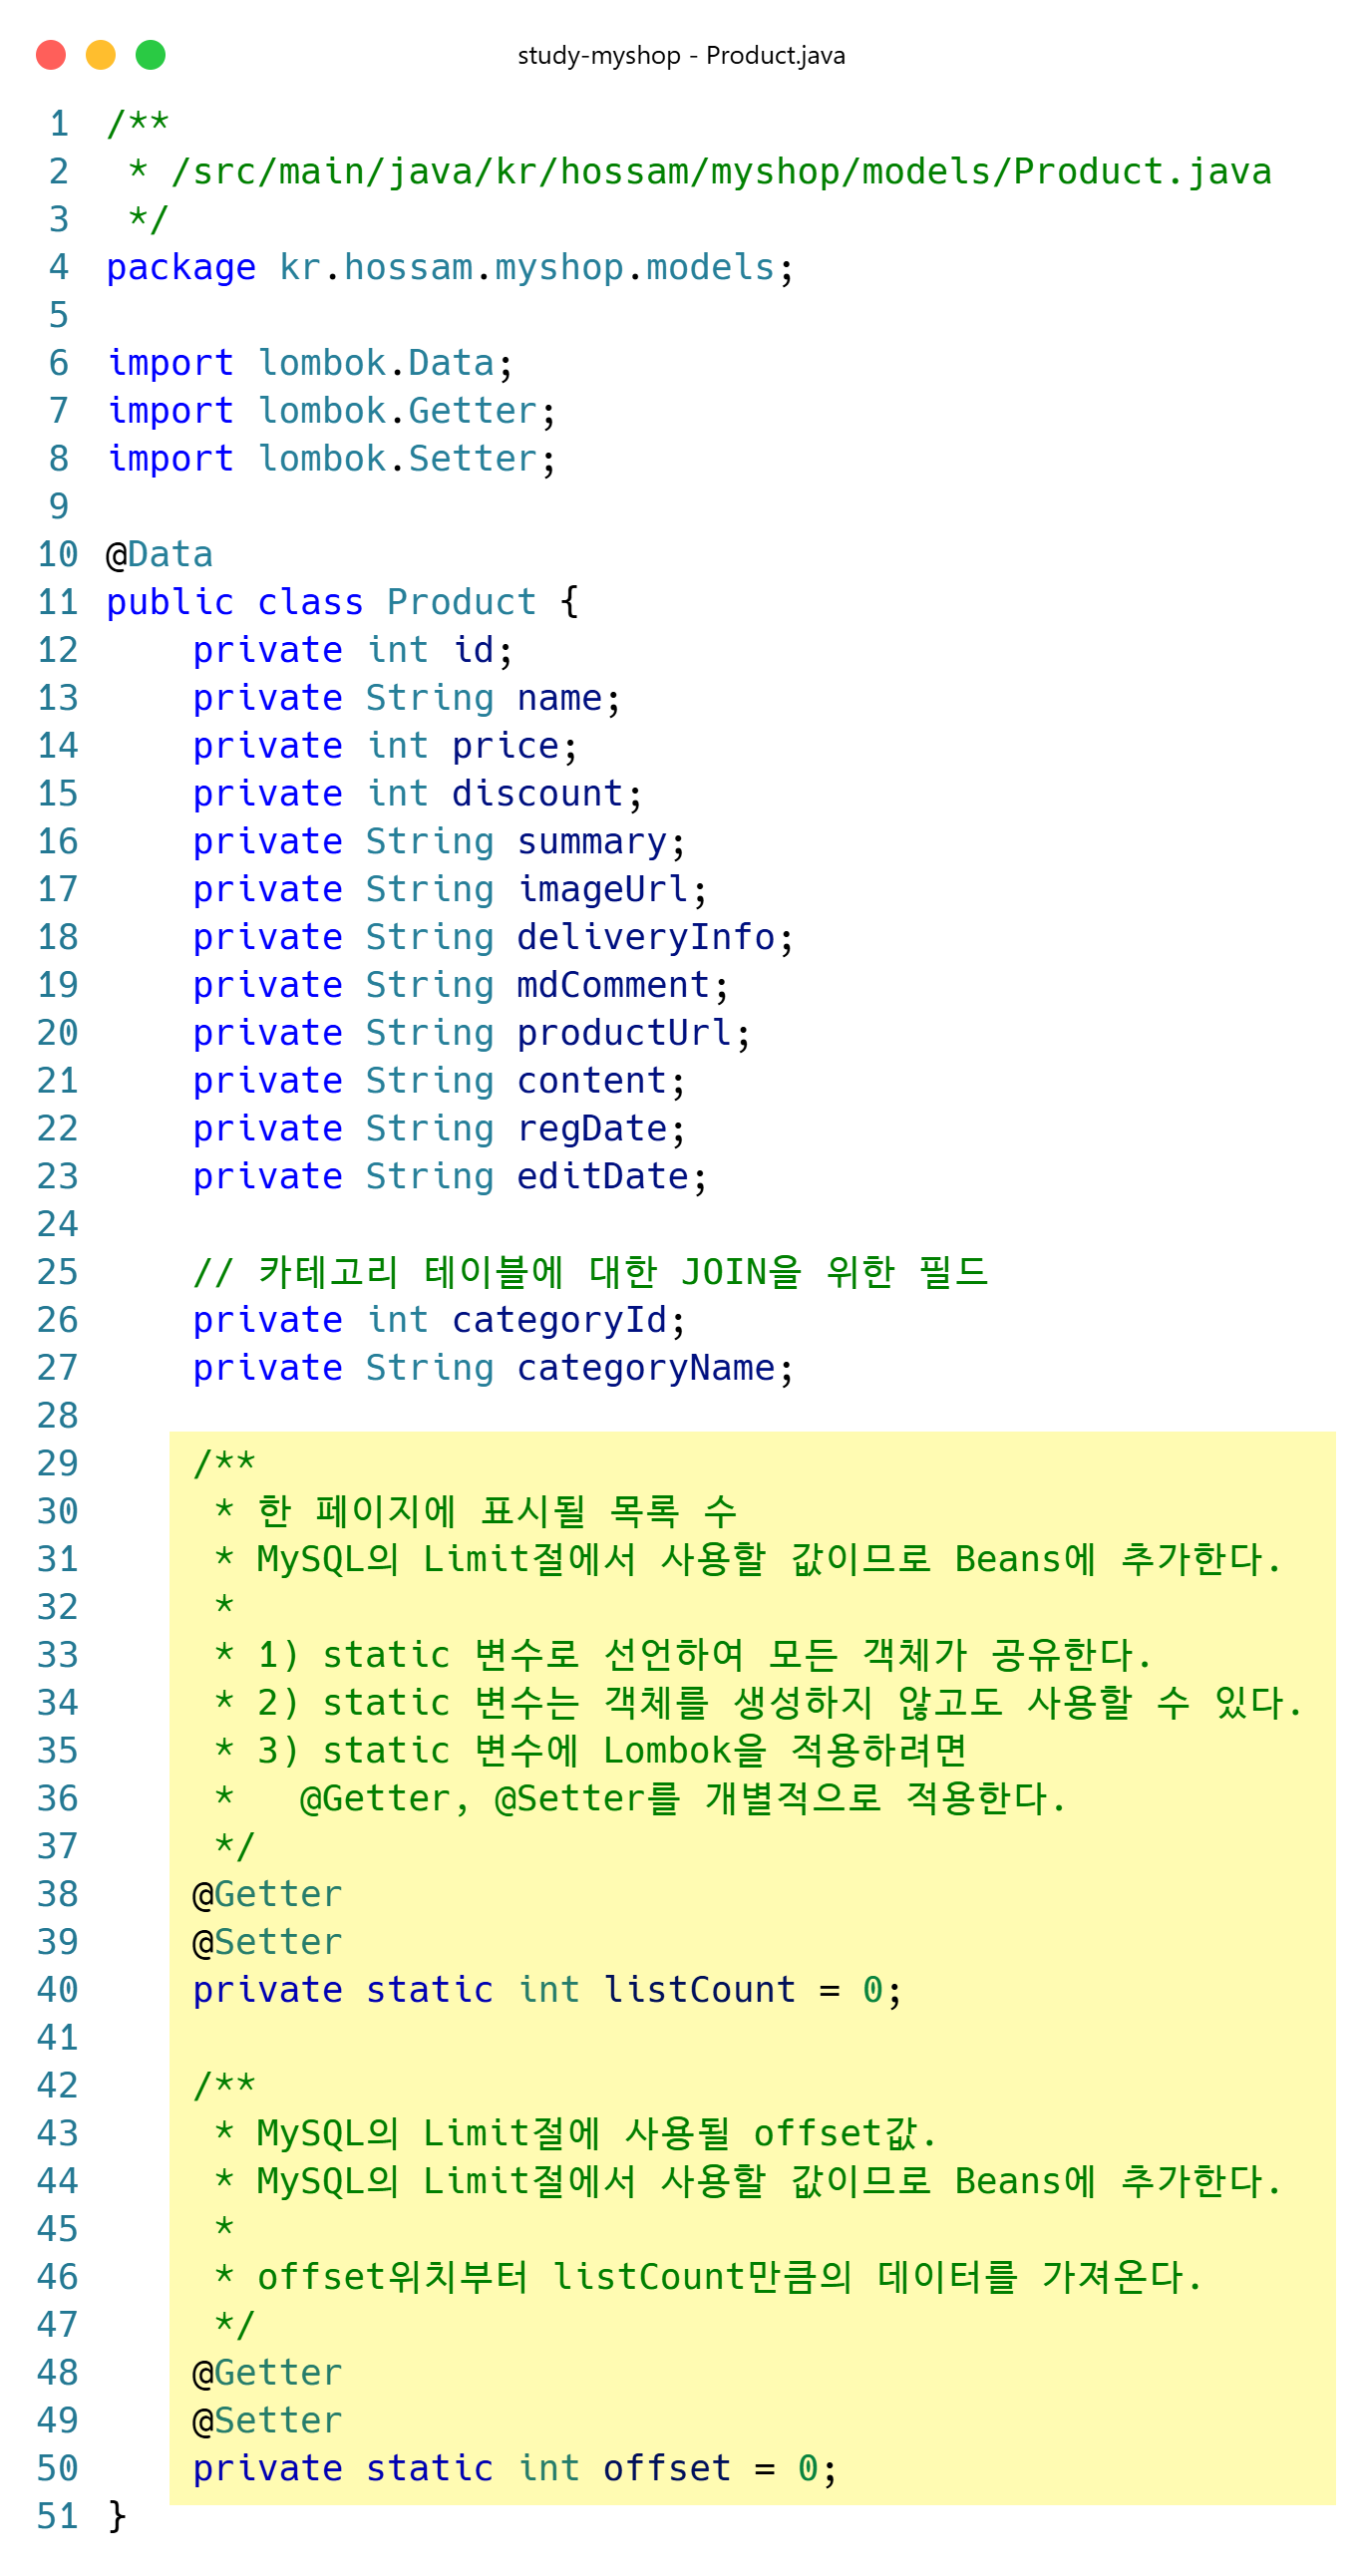 study-myshop - Product.java
1 /**
2  * /src/main/java/kr/hossam/myshop/models/Product.java
3  */
4 package kr.hossam.myshop.models;
5
6 import lombok.Data;
7 import lombok.Getter;
8 import lombok.Setter;
9
10 @Data
11 public class Product {
12     private int id;
13     private String name;
14     private int price;
15     private int discount;
16     private String summary;
17     private String imageUrl;
18     private String deliveryInfo;
19     private String mdComment;
20     private String productUrl;
21     private String content;
22     private String regDate;
23     private String editDate;
24
25     // 카테고리 테이블에 대한 JOIN을 위한 필드
26     private int categoryId;
27     private String categoryName;
28
29     /**
30      * 한 페이지에 표시될 목록 수
31      * MySQL의 Limit절에서 사용할 값이므로 Beans에 추가한다.
32      *
33      * 1) static 변수로 선언하여 모든 객체가 공유한다.
34      * 2) static 변수는 객체를 생성하지 않고도 사용할 수 있다.
35      * 3) static 변수에 Lombok을 적용하려면
36      *   @Getter, @Setter를 개별적으로 적용한다.
37      */
38     @Getter
39     @Setter
40     private static int listCount = 0;
41
42     /**
43      * MySQL의 Limit절에 사용될 offset값.
44      * MySQL의 Limit절에서 사용할 값이므로 Beans에 추가한다.
45      *
46      * offset위치부터 listCount만큼의 데이터를 가져온다.
47      */
48     @Getter
49     @Setter
50     private static int offset = 0;
51 }